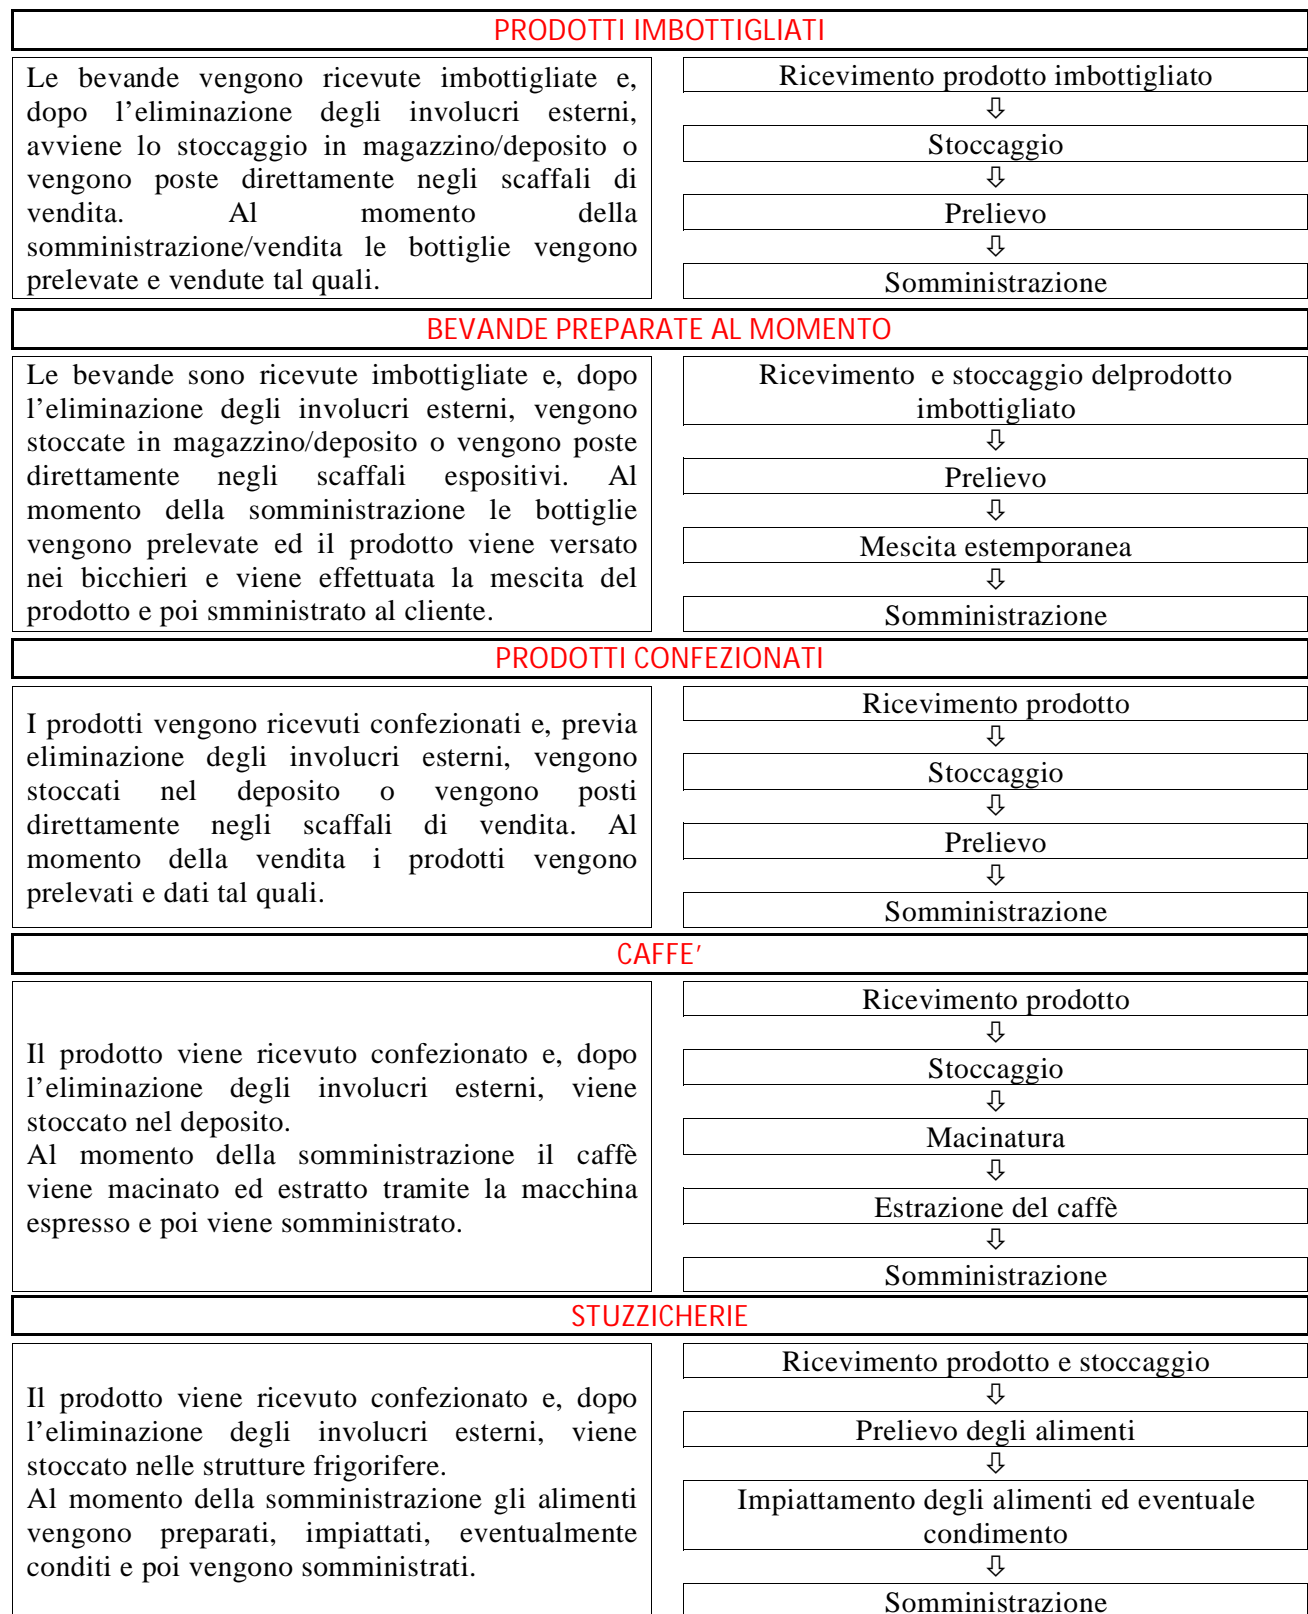 PRODOTTI IMBOTTIGLIATI
Le bevande vengono ricevute imbottigliate e,
dopo l’eliminazione degli involucri esterni,
avviene lo stoccaggio in magazzino/deposito o
vengono poste direttamente negli scaffali di
vendita. Al momento della
somministrazione/vendita le bottiglie vengono
prelevate e vendute tal quali.
Ricevimento prodotto imbottigliato
⇩
Stoccaggio
⇩
Prelievo
⇩
Somministrazione
BEVANDE PREPARATE AL MOMENTO
Le bevande sono ricevute imbottigliate e, dopo
l’eliminazione degli involucri esterni, vengono
stoccate in magazzino/deposito o vengono poste
direttamente negli scaffali espositivi. Al
momento della somministrazione le bottiglie
vengono prelevate ed il prodotto viene versato
nei bicchieri e viene effettuata la mescita del
prodotto e poi smministrato al cliente.
Ricevimento e stoccaggio delprodotto
imbottigliato
⇩
Prelievo
⇩
Mescita estemporanea
⇩
Somministrazione
PRODOTTI CONFEZIONATI
I prodotti vengono ricevuti confezionati e, previa
eliminazione degli involucri esterni, vengono
stoccati nel deposito o vengono posti
direttamente negli scaffali di vendita. Al
momento della vendita i prodotti vengono
prelevati e dati tal quali.
Ricevimento prodotto
⇩
Stoccaggio
⇩
Prelievo
⇩
Somministrazione
CAFFE’
Il prodotto viene ricevuto confezionato e, dopo
l’eliminazione degli involucri esterni, viene
stoccato nel deposito.
Al momento della somministrazione il caffè
viene macinato ed estratto tramite la macchina
espresso e poi viene somministrato.
Ricevimento prodotto
⇩
Stoccaggio
⇩
Macinatura
⇩
Estrazione del caffè
⇩
Somministrazione
STUZZICHERIE
Il prodotto viene ricevuto confezionato e, dopo
l’eliminazione degli involucri esterni, viene
stoccato nelle strutture frigorifere.
Al momento della somministrazione gli alimenti
vengono preparati, impiattati, eventualmente
conditi e poi vengono somministrati.
Ricevimento prodotto e stoccaggio
⇩
Prelievo degli alimenti
⇩
Impiattamento degli alimenti ed eventuale
condimento
⇩
Somministrazione